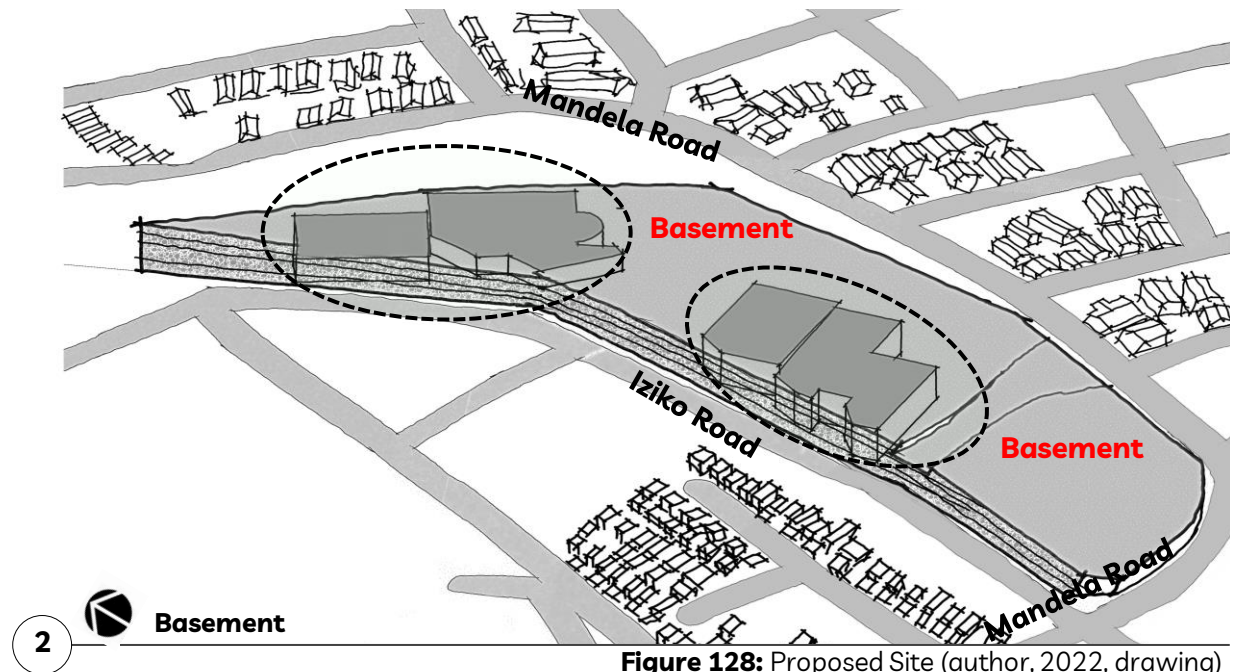 Mandela Road
Basement
Iziko Road
Basement
Mandela Road
Basement
2
Figure 128: Proposed Site (author, 2022, drawing)